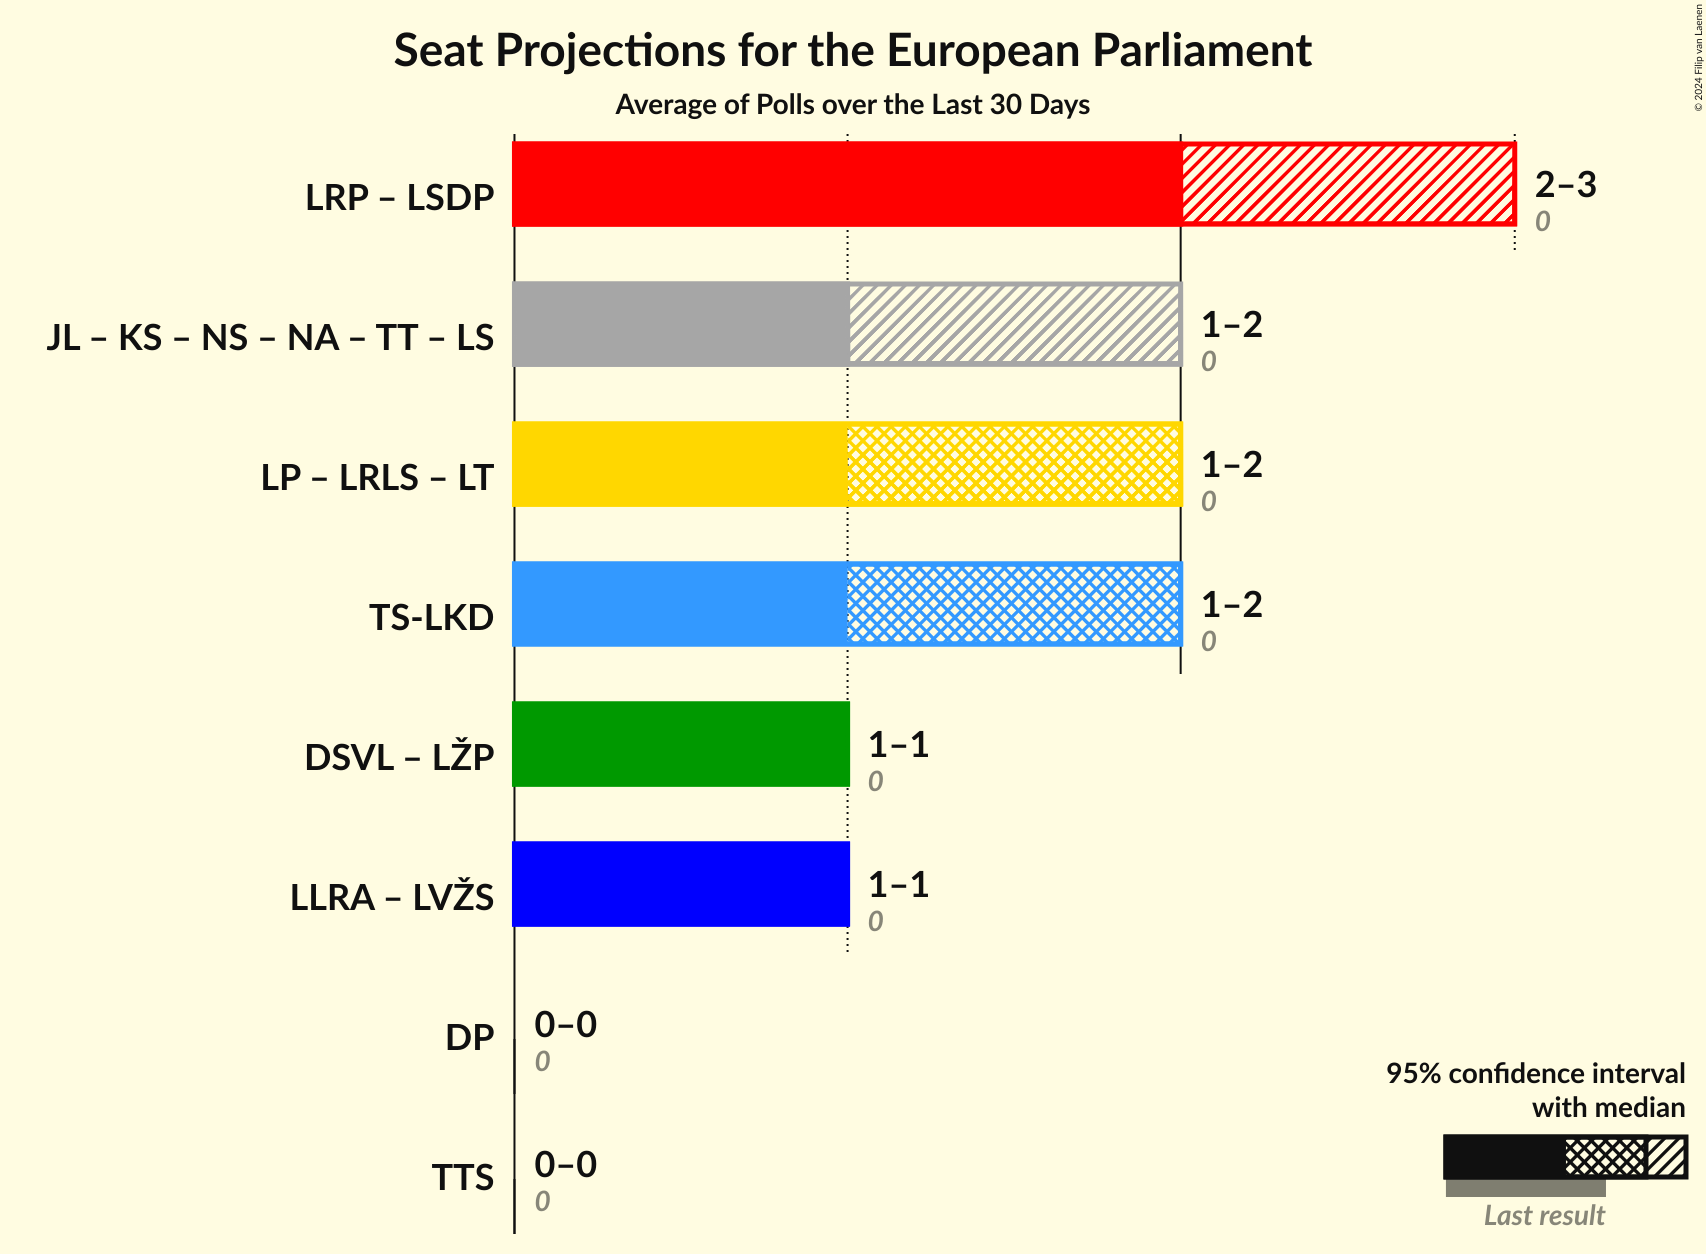 Seat Projections for the European Parliament
Average of Polls over the Last 30 Days
© 2024 Filip van Laenen
LRP – LSDP
2–3
0
JL – KS – NS – NA – TT – LS
1–2
0
LP – LRLS – LT
1–2
0
TS-LKD
1–2
0
DSVL – LŽP
1–1
0
LLRA – LVŽS
1–1
0
DP
0–0
0
TTS
0–0
0
95% confidence interval
with median
Last result